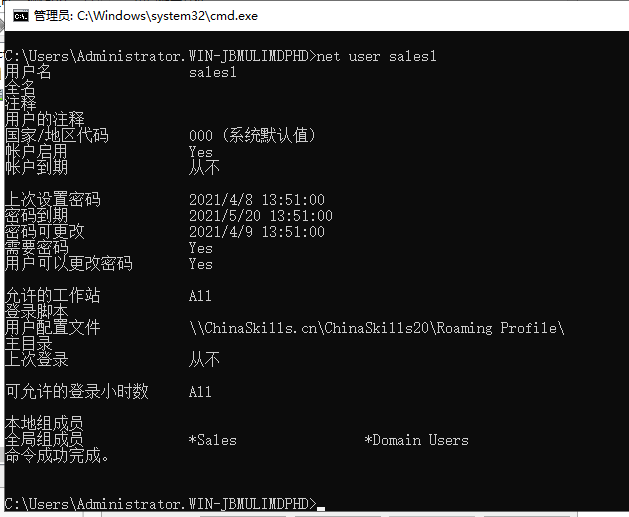 管理员: C:\Windows\system32\cmd.exe
C:\Users\Administrator.WIN-JBMULIMDPHD>net user sales1
用户名 sales1
全名
注释
用户的注释
国家/地区代码 000 (系统默认值)
帐户启用 Yes
帐户到期 从不
上次设置密码 2021/4/8 13:51:00
密码到期 2021/5/20 13:51:00
密码可更改 2021/4/9 13:51:00
需要密码 Yes
用户可以更改密码 Yes
允许的工作站 All
登录脚本
用户配置文件 \\ChinaSkills.cn\ChinaSkills20\Roaming Profile\
主目录
上次登录 从不
可允许的登录小时数 All
本地组成员
全局组成员 *Sales *Domain Users
命令成功完成。
C:\Users\Administrator.WIN-JBMULIMDPHD>